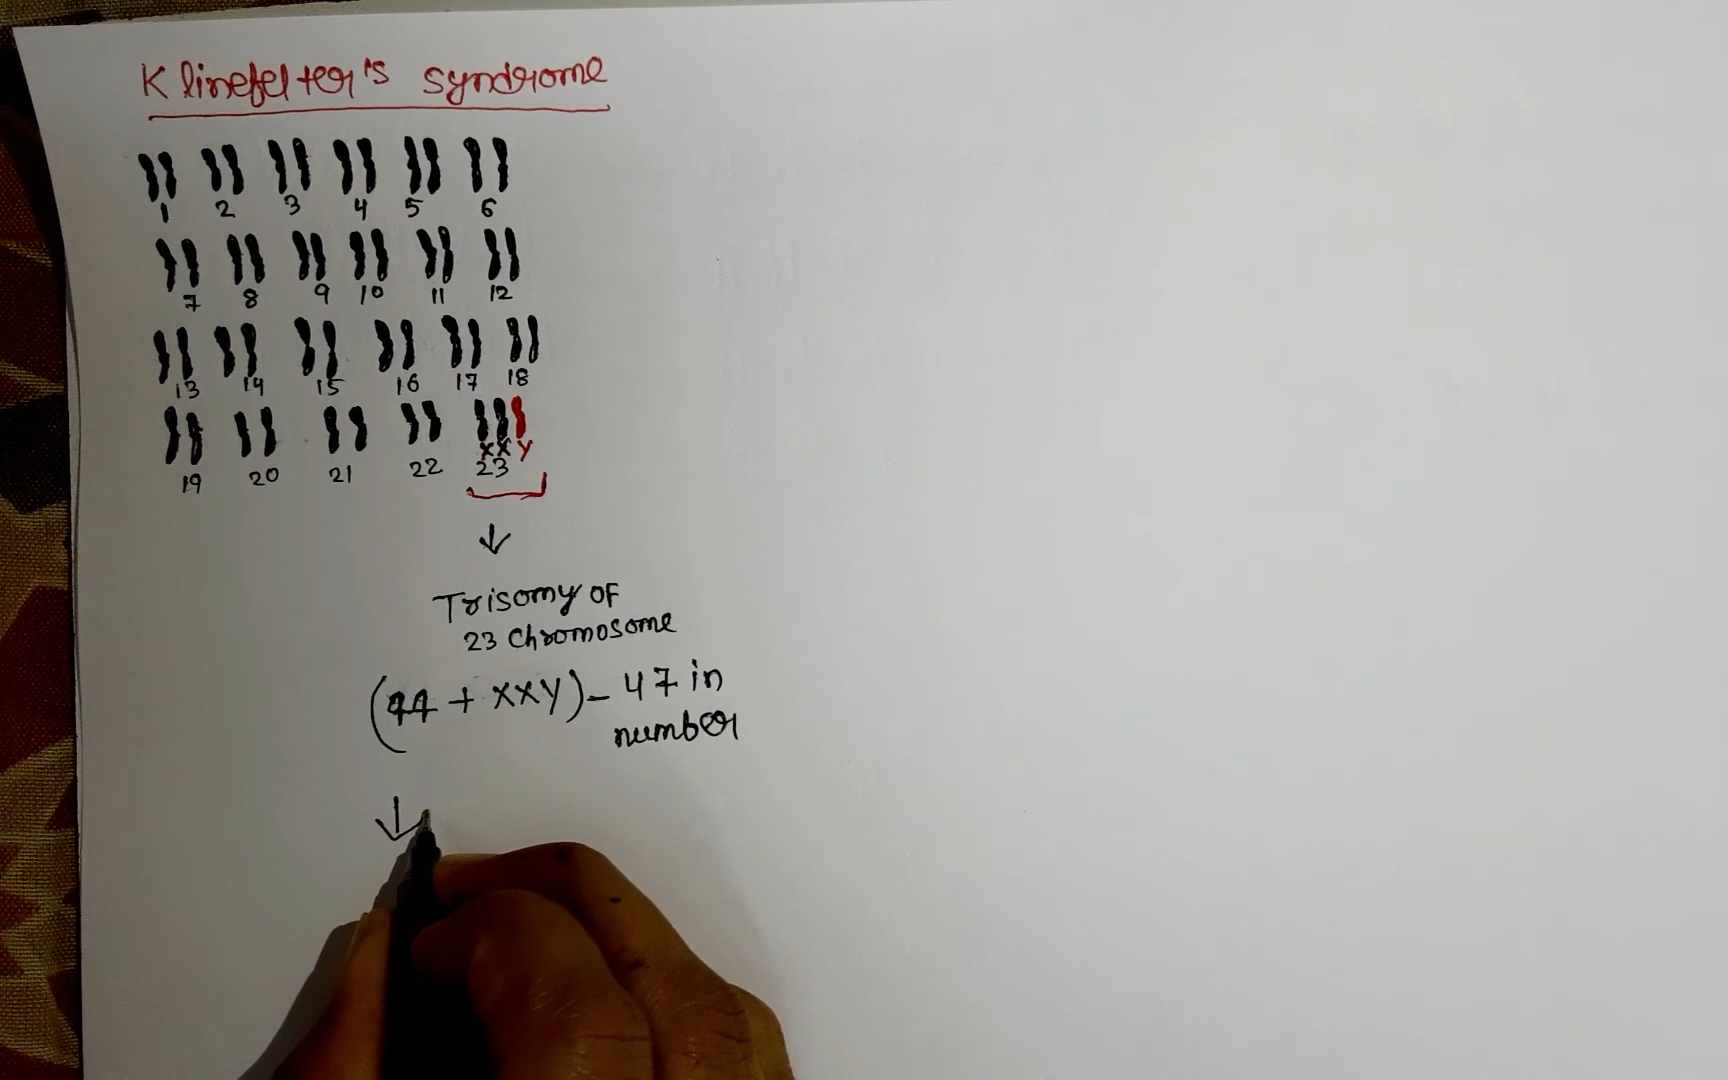 Klinefelter's syndrome
1 2 3 4 5 6
7 8 9 10 11 12
13 14 15 16 17 18
X X Y
19 20 21 22 23
Trisomy OF
23 Chromosome
(44 + XXY) - 47 in
number